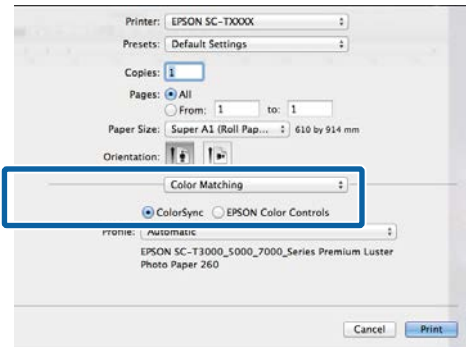 Printer: EPSON SC-TXXXX
Presets: Default Settings
Copies: 1
Pages: All
From: 1 to: 1
Paper Size: Super A1 (Roll Pap... 610 by 914 mm
Orientation:
Color Matching
ColorSync EPSON Color Controls
Profile: Automatic
EPSON SC-T3000_5000_7000_Series Premium Luster
Photo Paper 260
Cancel Print